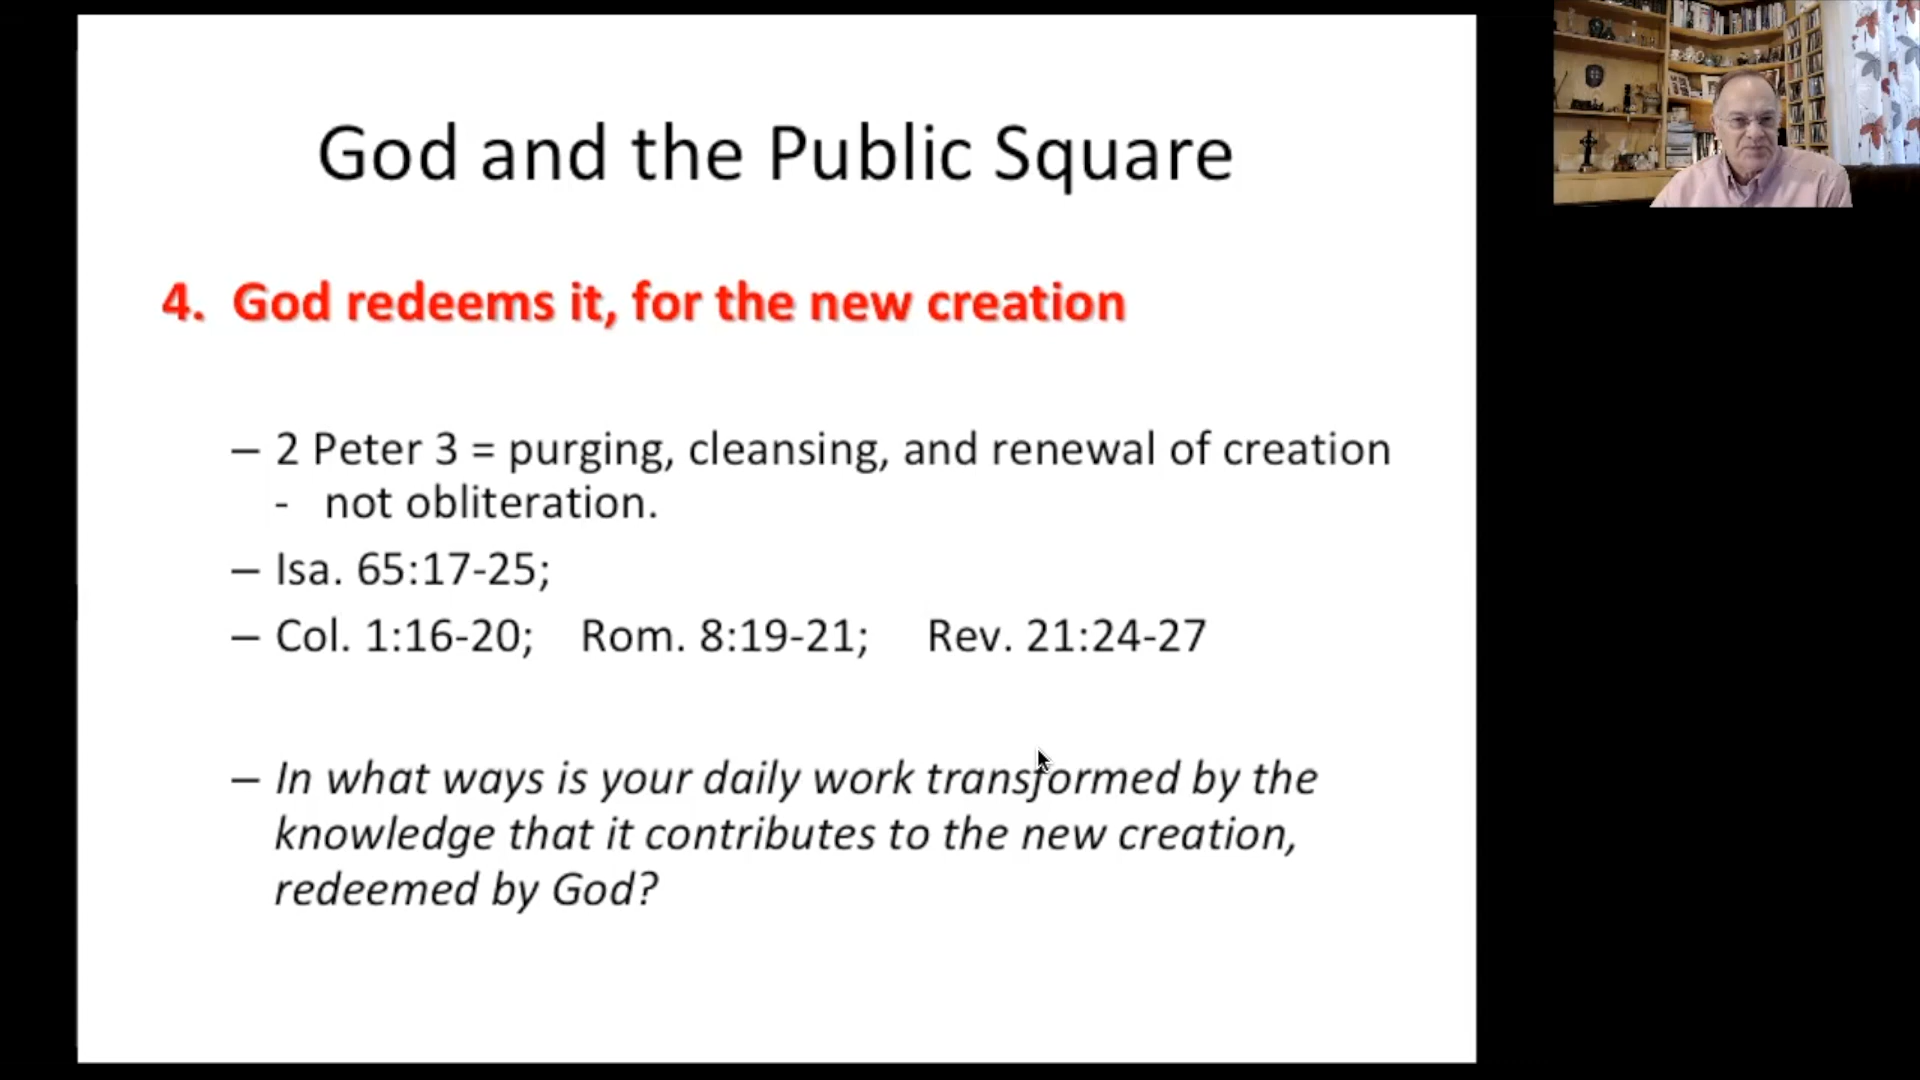 God and the Public Square
4. God redeems it, for the new creation
– 2 Peter 3 = purging, cleansing, and renewal of creation
- not obliteration.
– Isa. 65:17-25;
– Col. 1:16-20; Rom. 8:19-21; Rev. 21:24-27
– In what ways is your daily work transformed by the
knowledge that it contributes to the new creation,
redeemed by God?